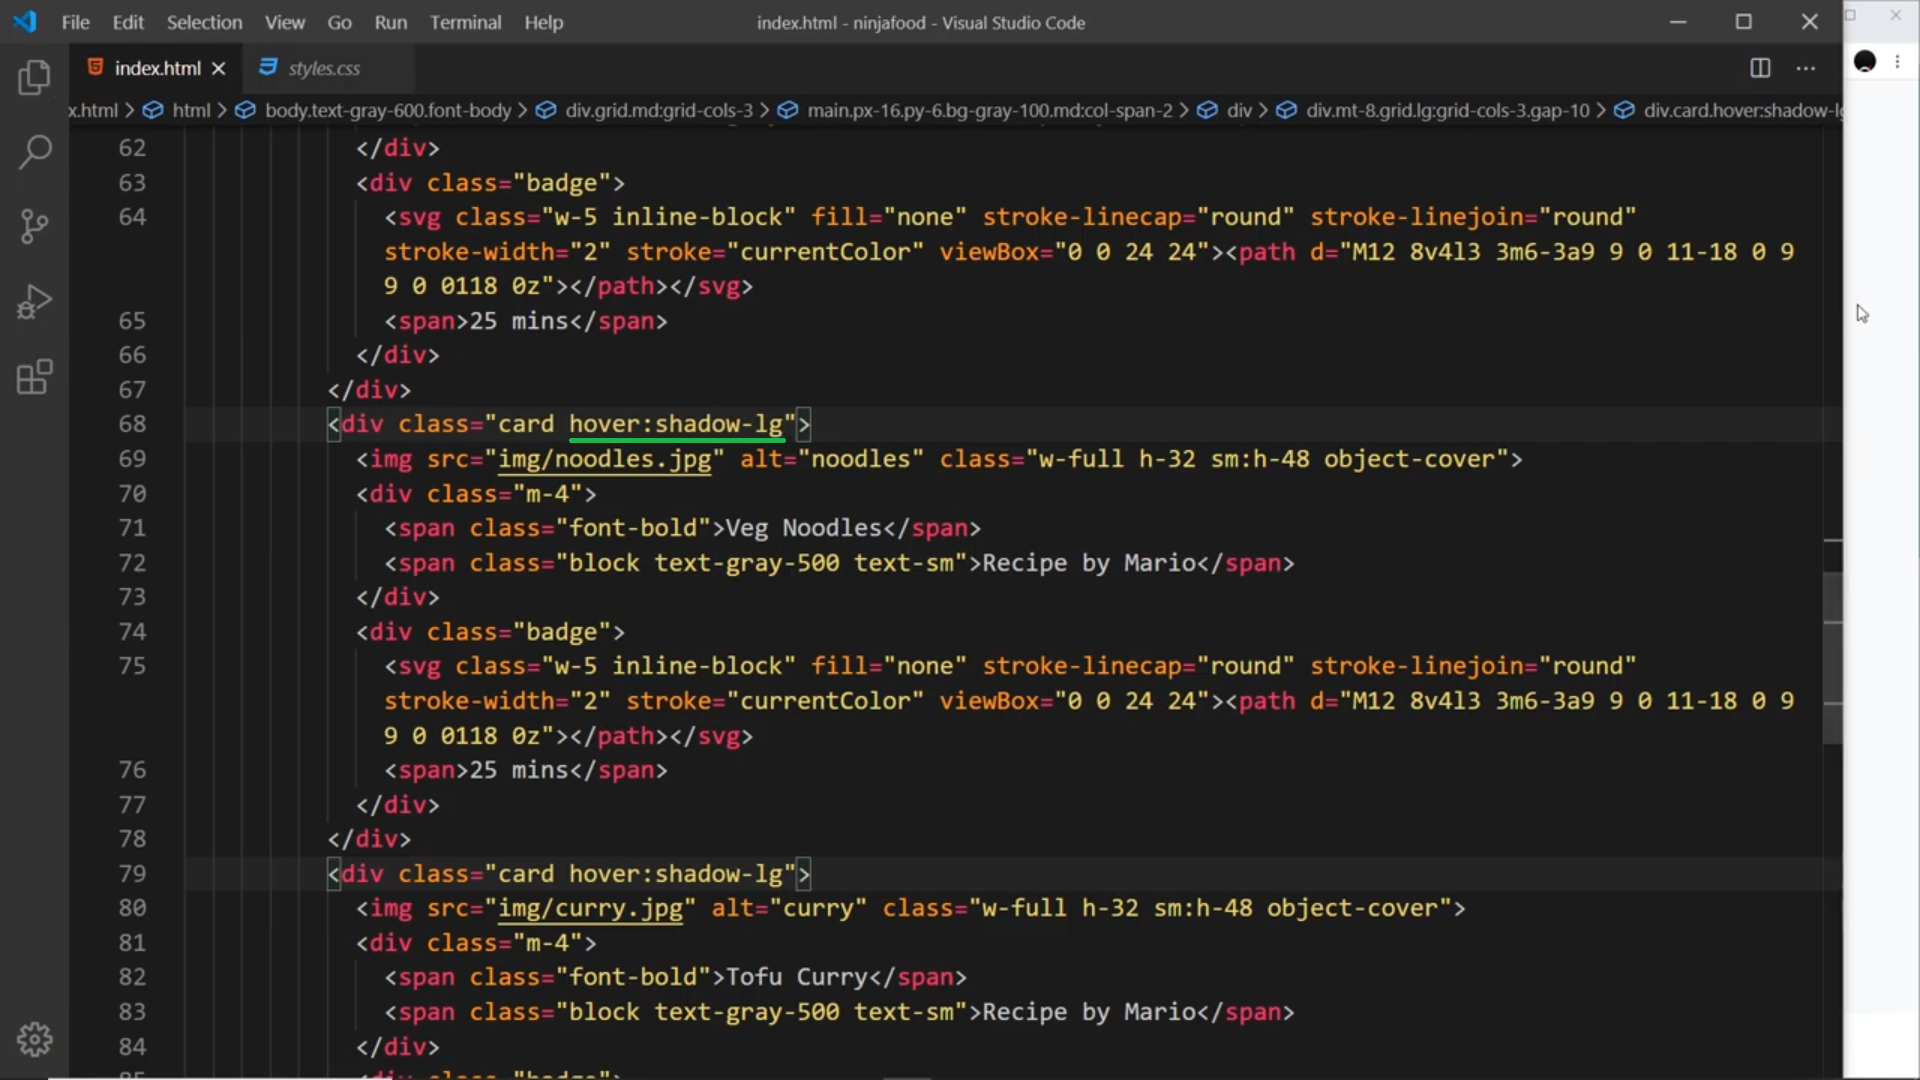 File Edit Selection View Go Run Terminal Help
index.html - ninjafood - Visual Studio Code
index.html
styles.css
x.html html body.text-gray-600.font-body div.grid.md:grid-cols-3 main.px-16.py-6.bg-gray-100.md:col-span-2 div div.mt-8.grid.lg:grid-cols-3.gap-10 div.card.hover:shadow-lg
62 </div>
63 <div class="badge">
64 <svg class="w-5 inline-block" fill="none" stroke-linecap="round" stroke-linejoin="round"
stroke-width="2" stroke="currentColor" viewBox="0 0 24 24"><path d="M12 8v4l3 3m6-3a9 9 0 11-18 0 9
9 0 0118 0z"></path></svg>
65 <span>25 mins</span>
66 </div>
67 </div>
68 <div class="card hover:shadow-lg">
69 <img src="img/noodles.jpg" alt="noodles" class="w-full h-32 sm:h-48 object-cover">
70 <div class="m-4">
71 <span class="font-bold">Veg Noodles</span>
72 <span class="block text-gray-500 text-sm">Recipe by Mario</span>
73 </div>
74 <div class="badge">
75 <svg class="w-5 inline-block" fill="none" stroke-linecap="round" stroke-linejoin="round"
stroke-width="2" stroke="currentColor" viewBox="0 0 24 24"><path d="M12 8v4l3 3m6-3a9 9 0 11-18 0 9
9 0 0118 0z"></path></svg>
76 <span>25 mins</span>
77 </div>
78 </div>
79 <div class="card hover:shadow-lg">
80 <img src="img/curry.jpg" alt="curry" class="w-full h-32 sm:h-48 object-cover">
81 <div class="m-4">
82 <span class="font-bold">Tofu Curry</span>
83 <span class="block text-gray-500 text-sm">Recipe by Mario</span>
84 </div>
85 <div class="badge">